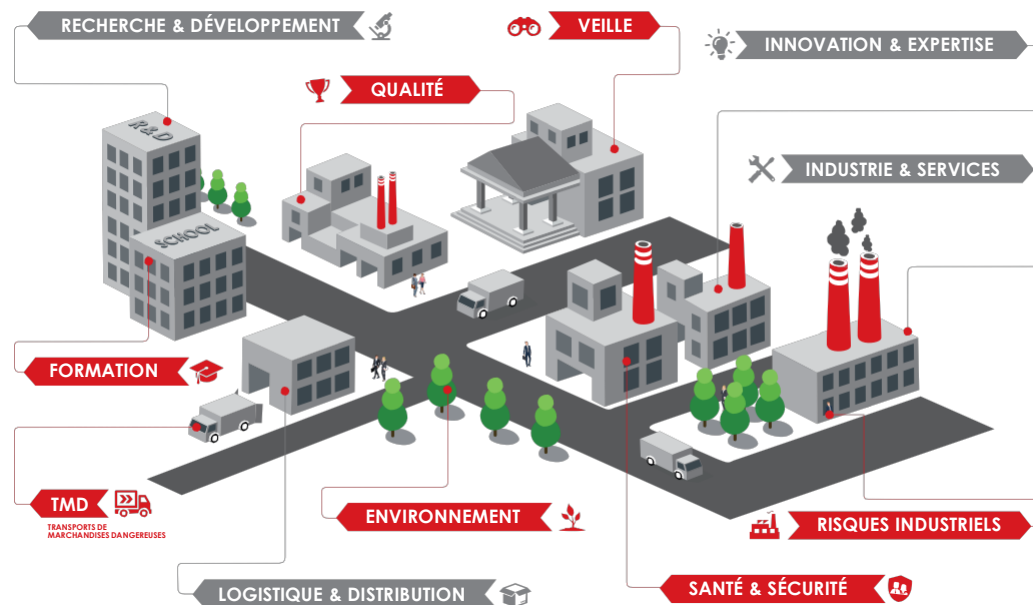 RECHERCHE & DÉVELOPPEMENT
VEILLE
INNOVATION & EXPERTISE
QUALITÉ
R&D
INDUSTRIE & SERVICES
SCHOOL
FORMATION
TMD
TRANSPORTS DE
MARCHANDISES DANGEREUSES
ENVIRONNEMENT
RISQUES INDUSTRIELS
LOGISTIQUE & DISTRIBUTION
SANTÉ & SÉCURITÉ